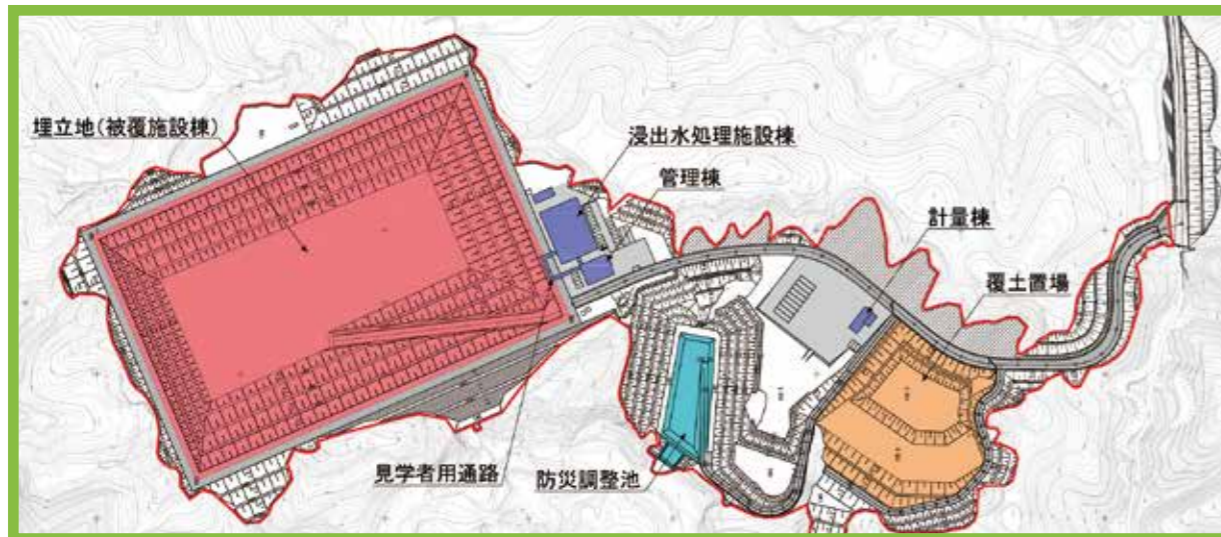 埋立地(被覆施設棟)
浸出水処理施設棟
管理棟
計量棟
覆土置場
見学者用通路
防災調整池